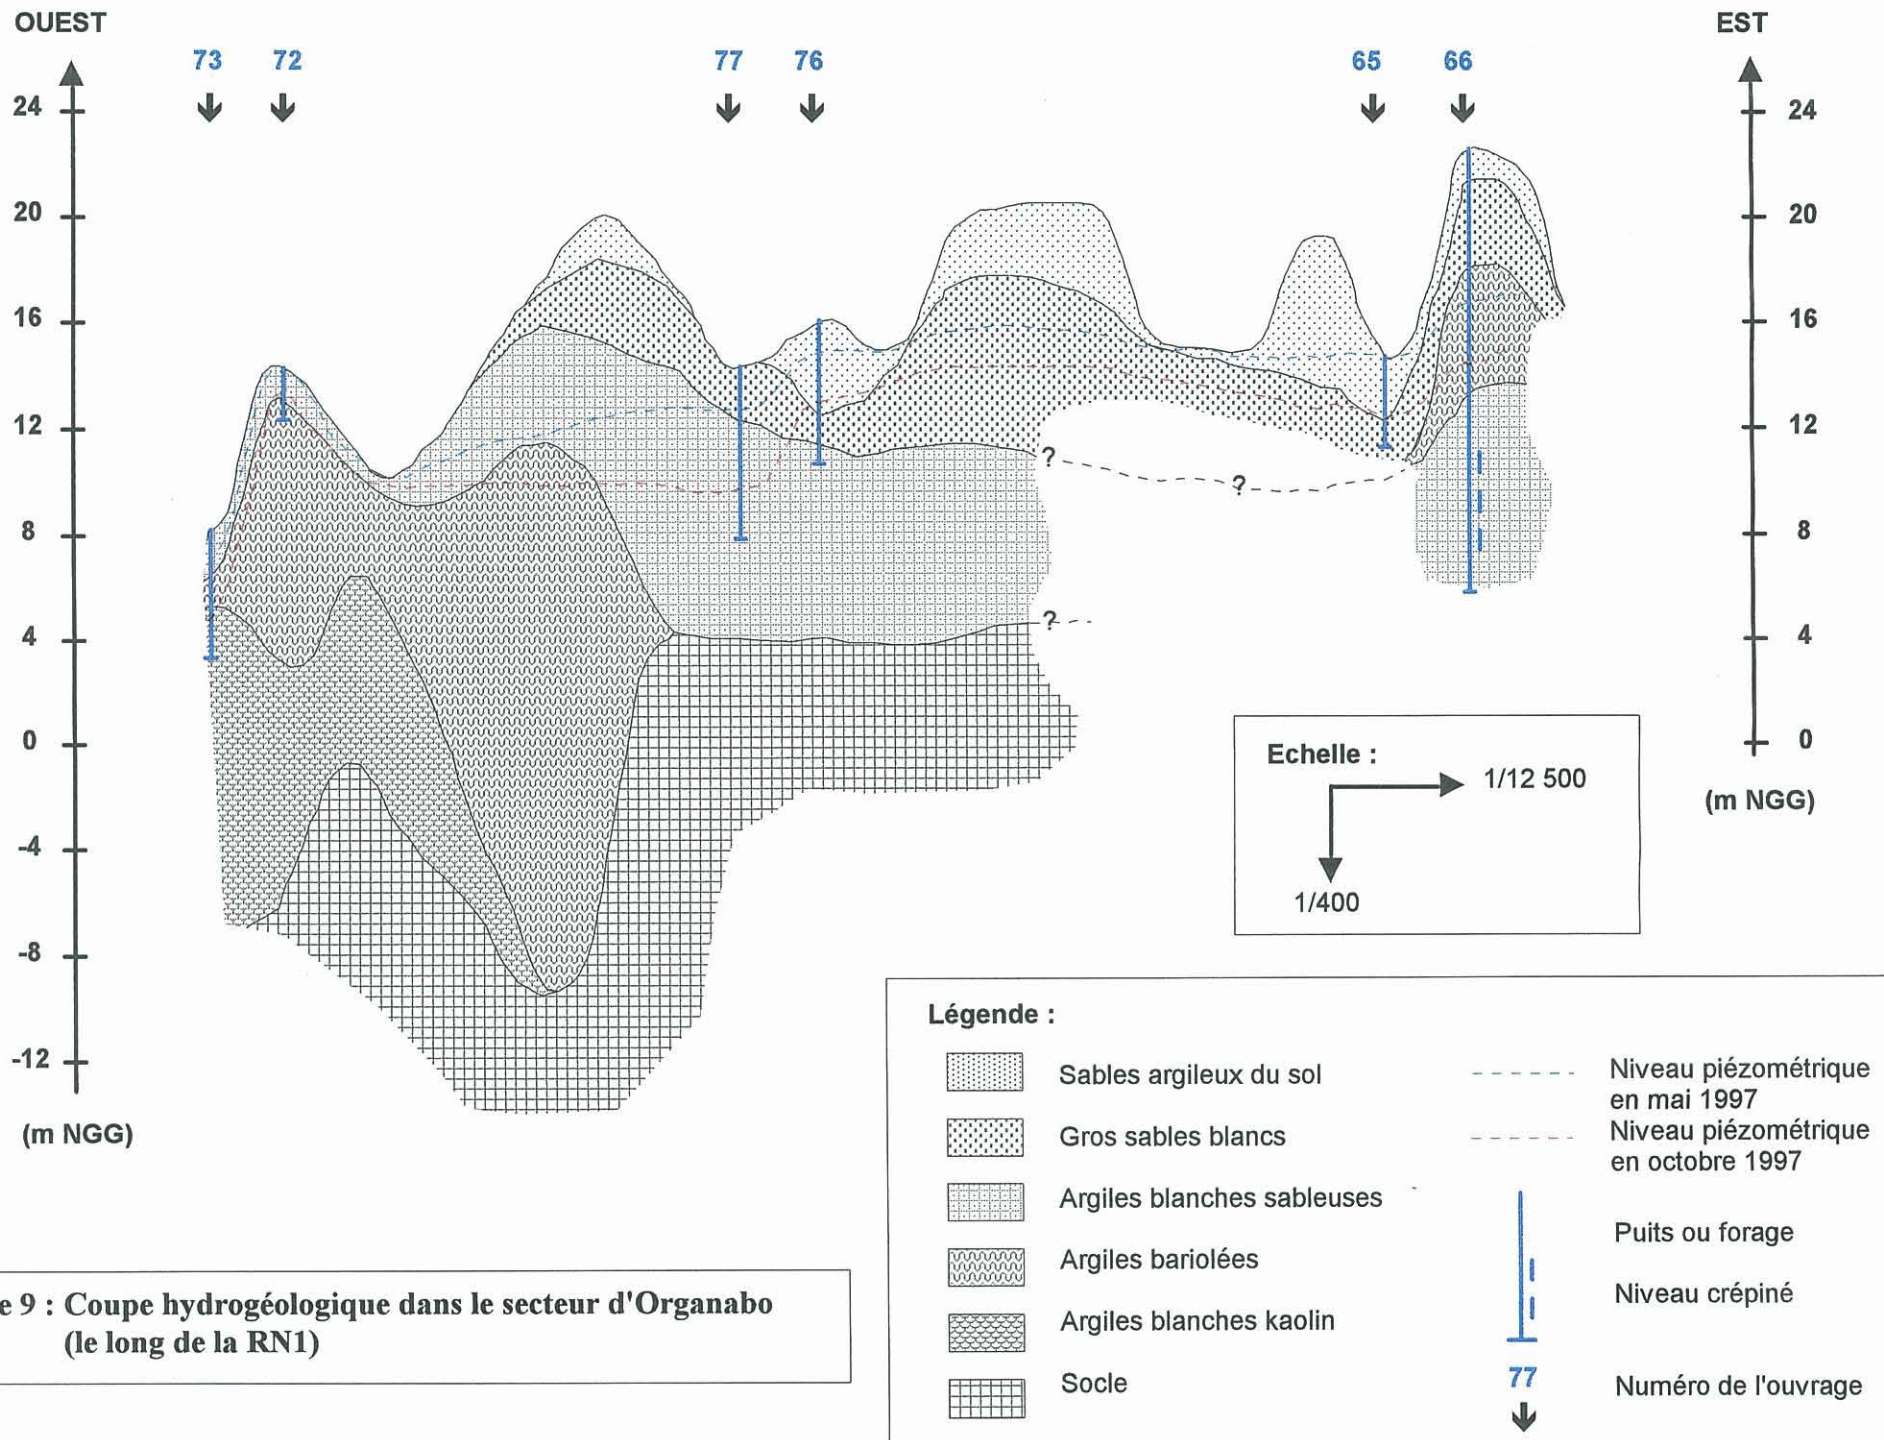 OUEST
EST
73 72 77 76 65 66
24
20
16
12
8
4
0
-4
-8
-12
(m NGG)
24
20
16
12
8
4
0
(m NGG)
?
?
?
Echelle :
1/12 500
1/400
Légende :
Sables argileux du sol
Gros sables blancs
Argiles blanches sableuses
Argiles bariolées
Argiles blanches kaolin
Socle
Niveau piézométrique
en mai 1997
Niveau piézométrique
en octobre 1997
Puits ou forage
Niveau crépiné
77
Numéro de l'ouvrage
e 9 : Coupe hydrogéologique dans le secteur d'Organabo
(le long de la RN1)